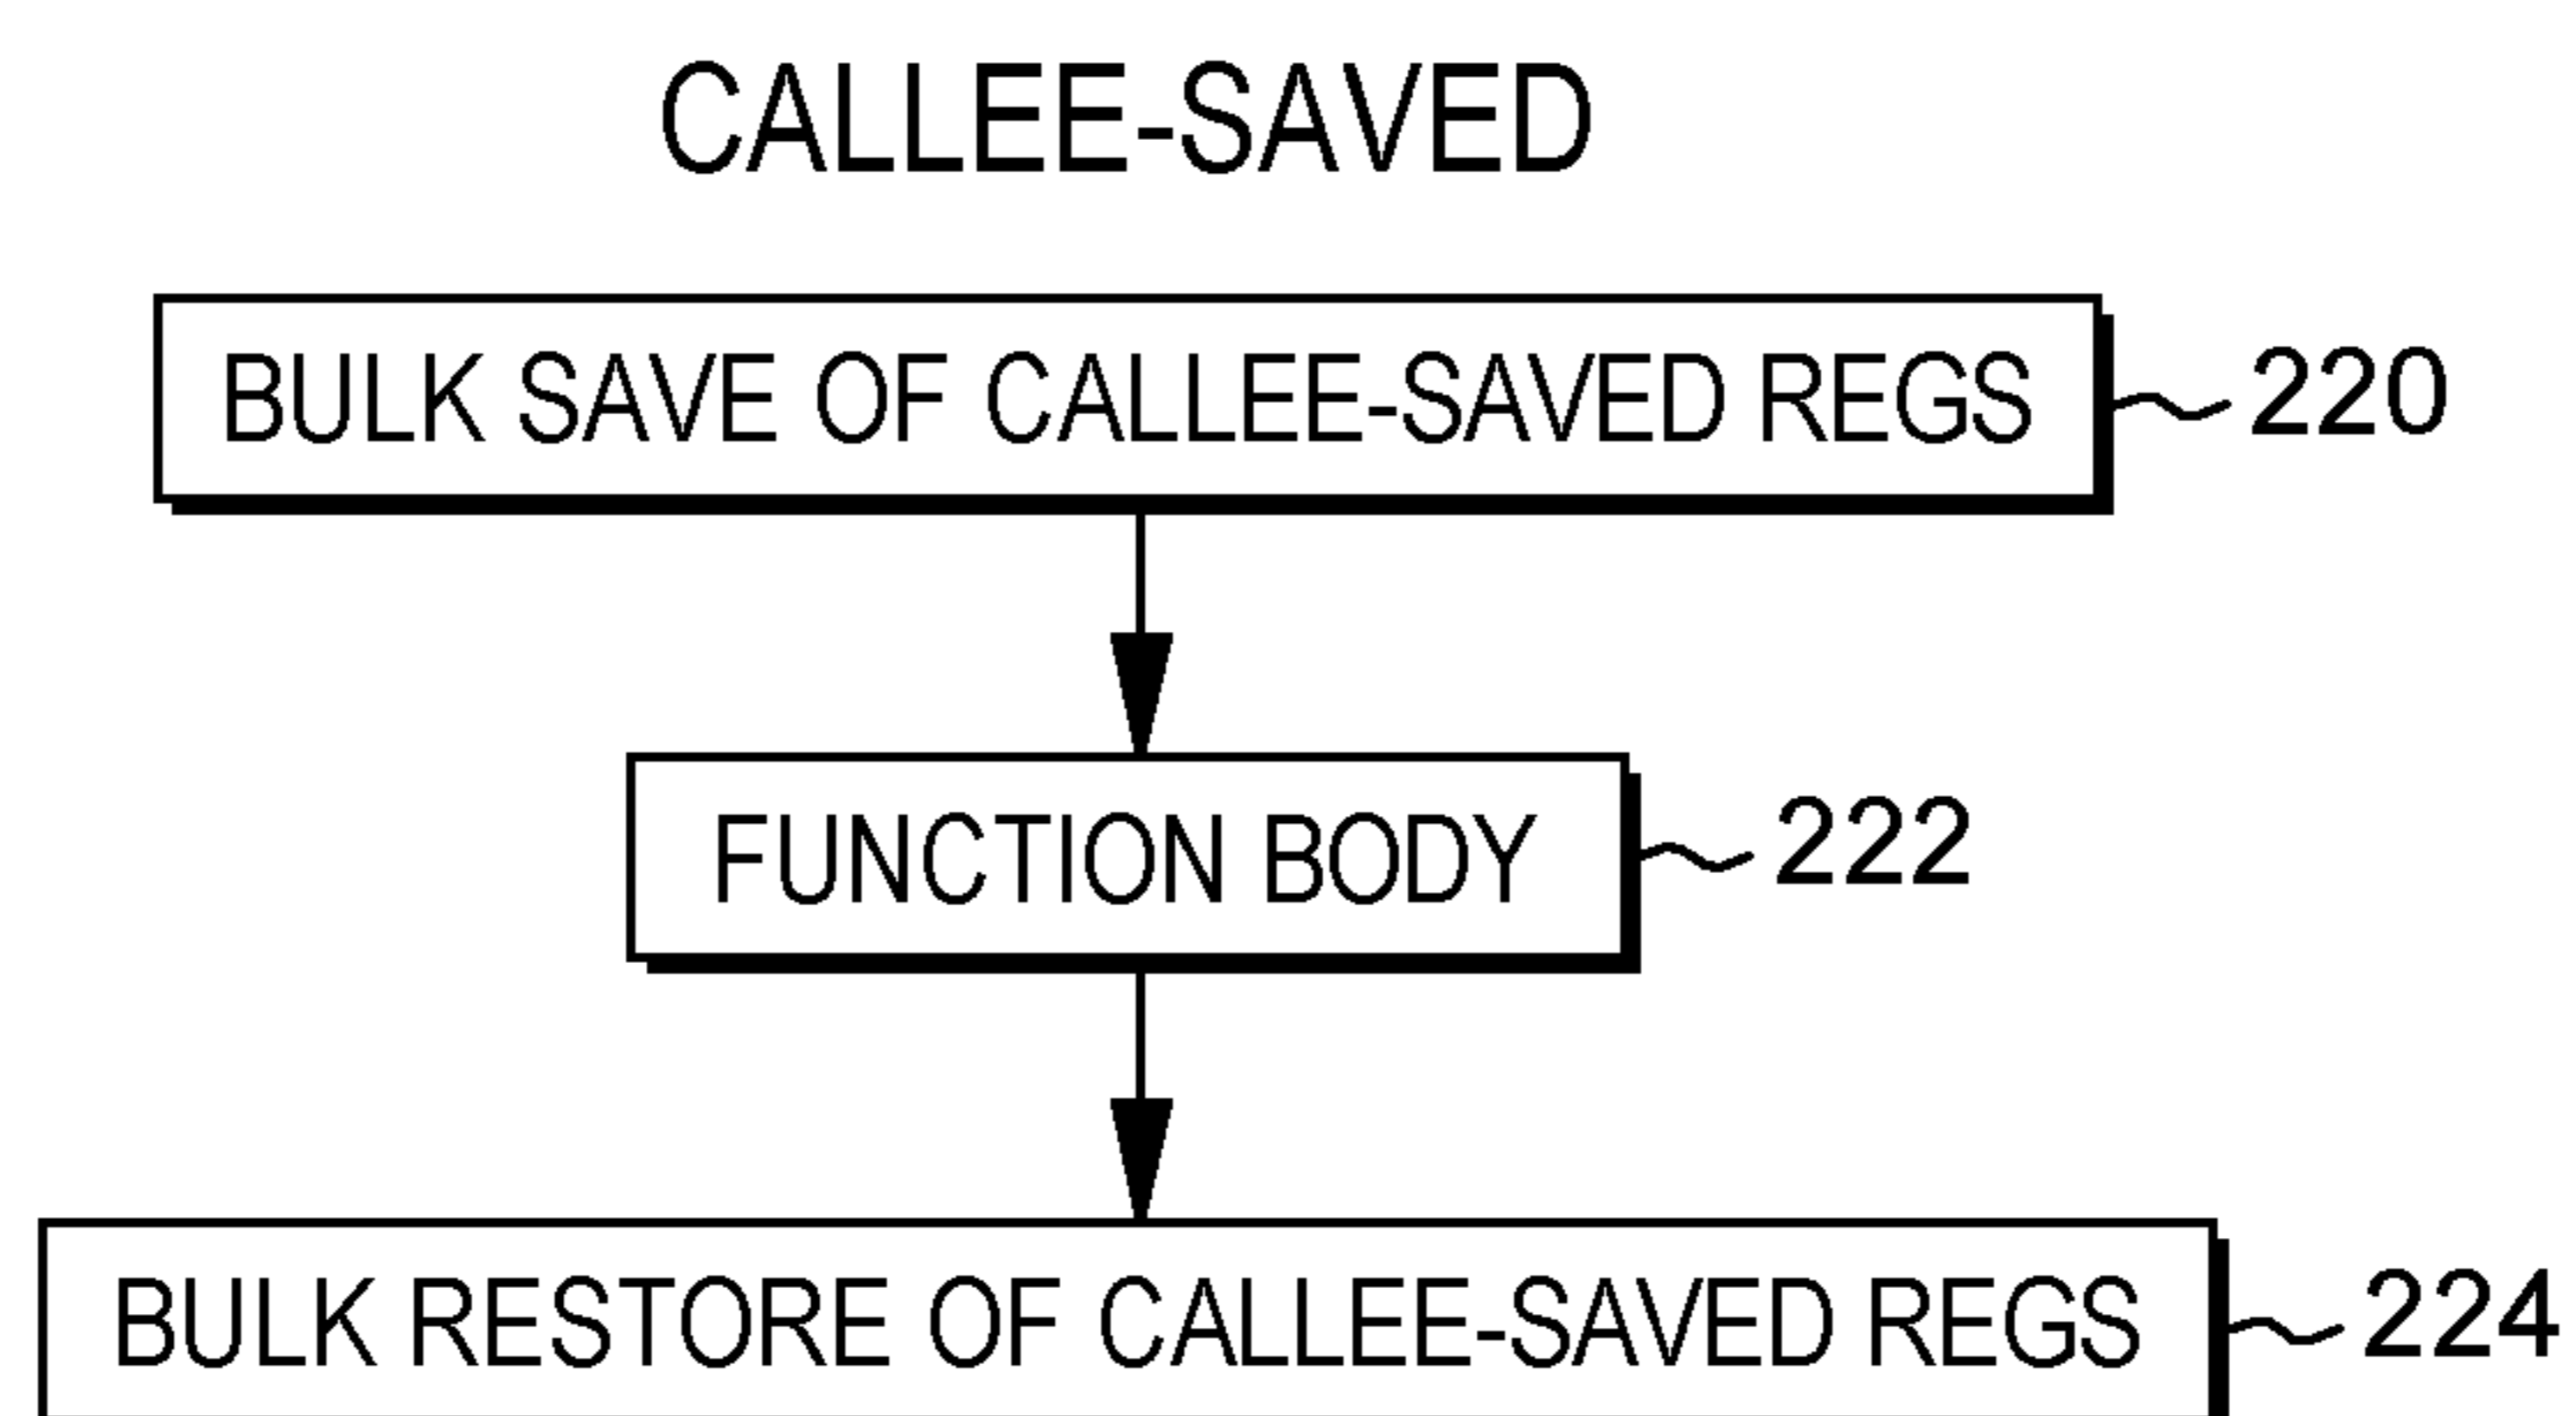 CALLEE-SAVED
BULK SAVE OF CALLEE-SAVED REGS
220
FUNCTION BODY
222
BULK RESTORE OF CALLEE-SAVED REGS
224